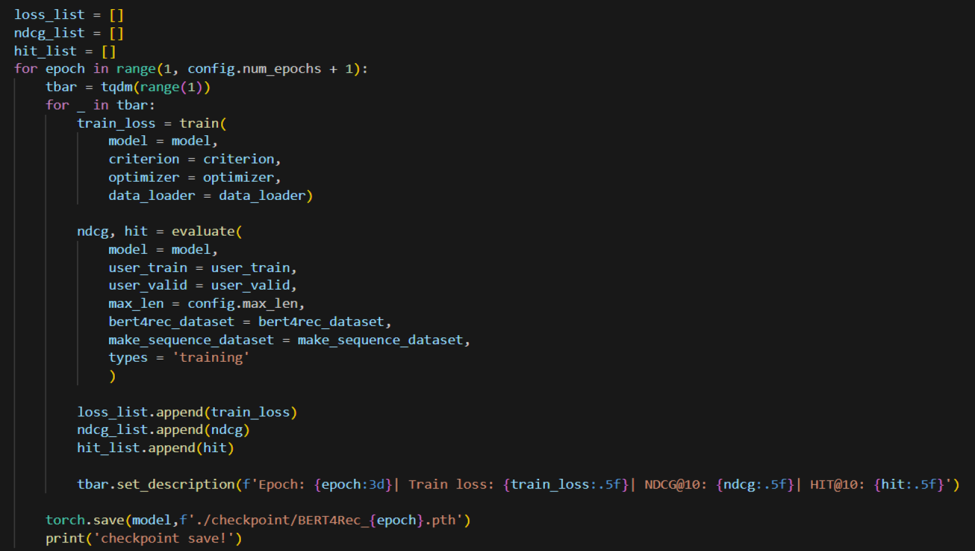 loss_list = []
ndcg_list = []
hit_list = []
for epoch in range(1, config.num_epochs + 1):
    tbar = tqdm(range(1))
    for _ in tbar:
        train_loss = train(
            model = model,
            criterion = criterion,
            optimizer = optimizer,
            data_loader = data_loader)

        ndcg, hit = evaluate(
            model = model,
            user_train = user_train,
            user_valid = user_valid,
            max_len = config.max_len,
            bert4rec_dataset = bert4rec_dataset,
            make_sequence_dataset = make_sequence_dataset,
            types = 'training'
            )

        loss_list.append(train_loss)
        ndcg_list.append(ndcg)
        hit_list.append(hit)

        tbar.set_description(f'Epoch: {epoch:3d}| Train loss: {train_loss:.5f}| NDCG@10: {ndcg:.5f}| HIT@10: {hit:.5f}')

    torch.save(model,f'./checkpoint/BERT4Rec_{epoch}.pth')
    print('checkpoint save!')